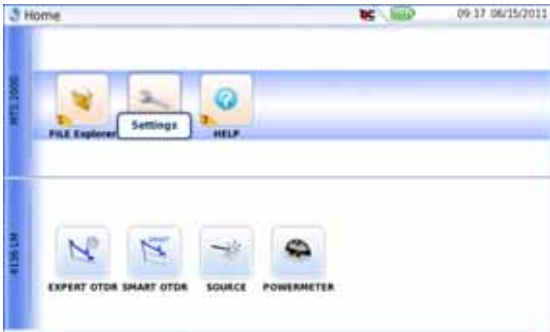 Home
09:17 06/15/2011
MTS 2000
FILE Explorer
Settings
HELP
4136 LM
EXPERT OTDR
SMART OTDR
SOURCE
POWERMETER